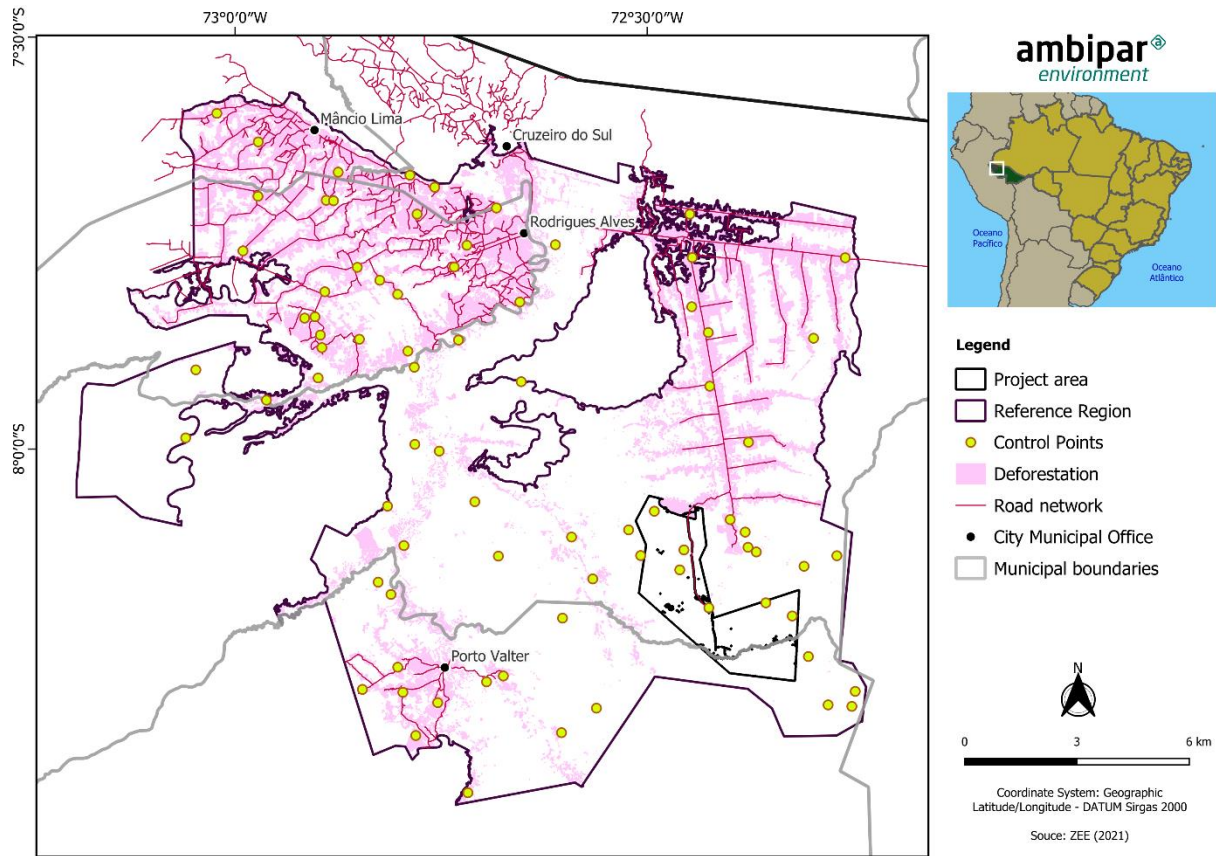 73°0'0"W
72°30'0"W
7°30'0"S
8°0'0"S
Mâncio Lima
Cruzeiro do Sul
Rodrigues Alves
Porto Valter
ambipar
environment
Oceano
Pacífico
Oceano
Atlântico
Legend
Project area
Reference Region
Control Points
Deforestation
Road network
City Municipal Office
Municipal boundaries
N
0 3 6 km
Coordinate System: Geographic
Latitude/Longitude - DATUM Sirgas 2000
Souce: ZEE (2021)